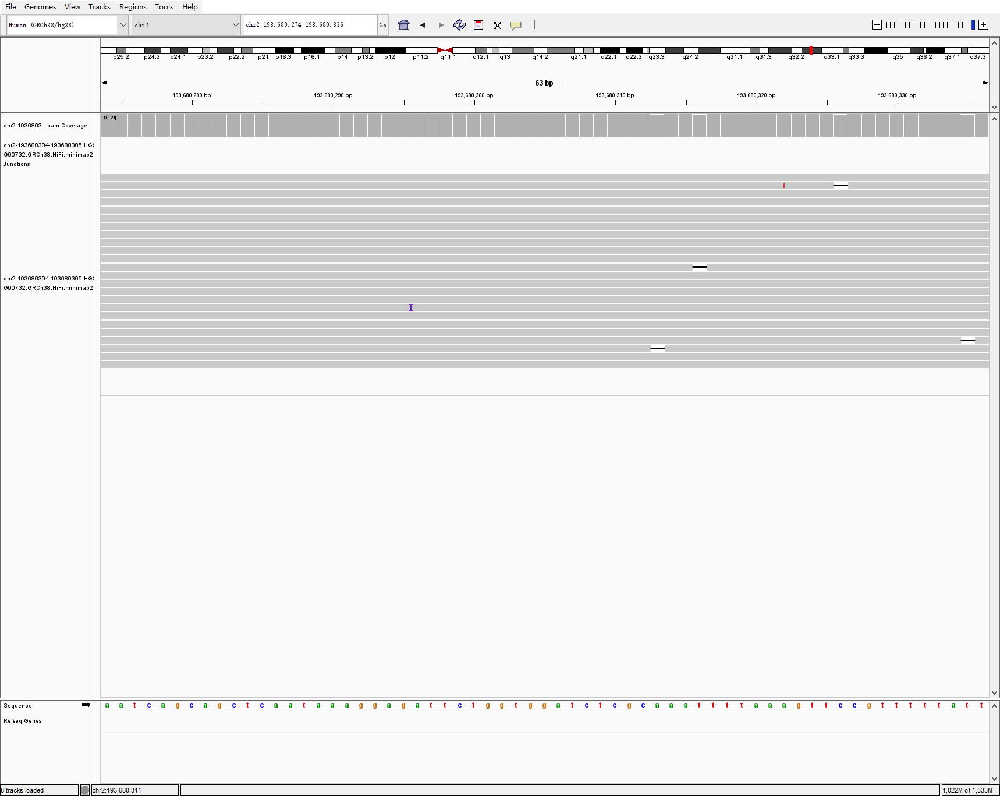 File Genomes View Tracks Regions Tools Help
Human (GRCh38/hg38) chr2 chr2:193,680,274-193,680,336 Go
p25.2 p24.3 p24.1 p23.2 p22.2 p21 p16.3 p16.1 p14 p13.2 p12 p11.2 q11.1 q12.1 q13 q14.2 q21.1 q22.1 q22.3 q23.3 q24.2 q31.1 q31.3 q32.2 q33.1 q33.3 q35 q36.2 q37.1 q37.3
63 bp
193,680,280 bp 193,680,290 bp 193,680,300 bp 193,680,310 bp 193,680,320 bp 193,680,330 bp
chr2-1936803...bam Coverage
chr2-193680304-193680305.HG
G00732.GRCh38.HiFi.minimap2
Junctions
T
chr2-193680304-193680305.HG
G00732.GRCh38.HiFi.minimap2
I
Sequence a a t c a g c a g c t c a a t a a a g g a g a t t c t g g t g g a t c t c g c a a a t t t t a a a g t t c c g t t t t t a t t
Refseq Genes
8 tracks loaded chr2:193,680,311 1,022M of 1,533M